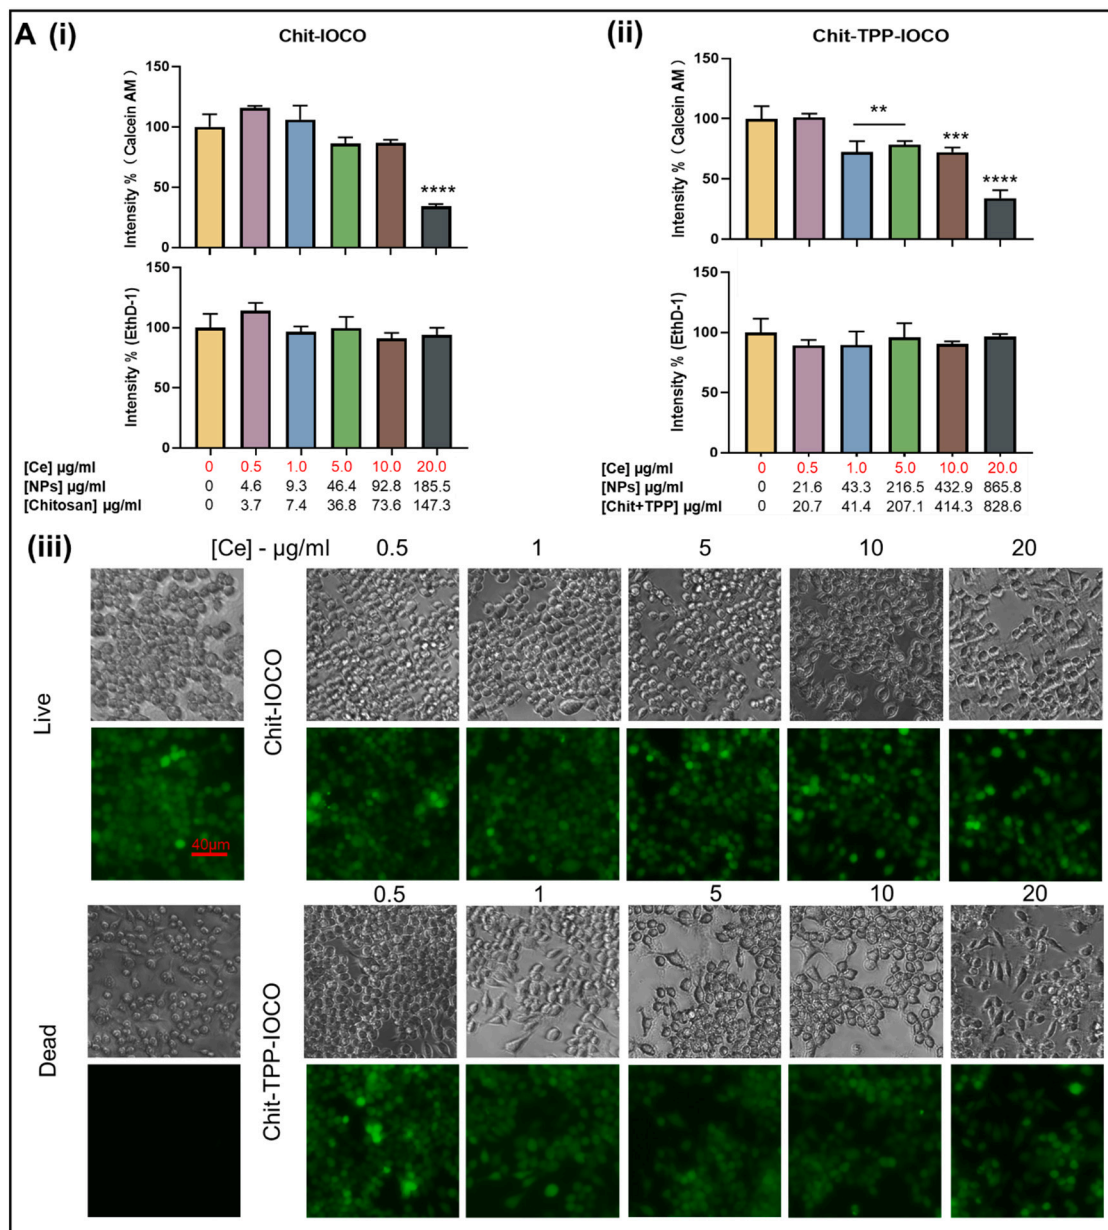 A (i)
Chit-IOCO
Intensity % (Calcein AM)
150
100
50
0
****
Intensity % (EthD-1)
150
100
50
0
[Ce] µg/ml 0 0.5 1.0 5.0 10.0 20.0
[NPs] µg/ml 0 4.6 9.3 46.4 92.8 185.5
[Chitosan] µg/ml 0 3.7 7.4 36.8 73.6 147.3
(ii)
Chit-TPP-IOCO
Intensity % (Calcein AM)
150
100
50
0
**
***
****
Intensity % (EthD-1)
150
100
50
0
[Ce] µg/ml 0 0.5 1.0 5.0 10.0 20.0
[NPs] µg/ml 0 21.6 43.3 216.5 432.9 865.8
[Chit+TPP] µg/ml 0 20.7 41.4 207.1 414.3 828.6
(iii)
[Ce] - µg/ml 0.5 1 5 10 20
Live
Chit-IOCO
40µm
0.5 1 5 10 20
Dead
Chit-TPP-IOCO